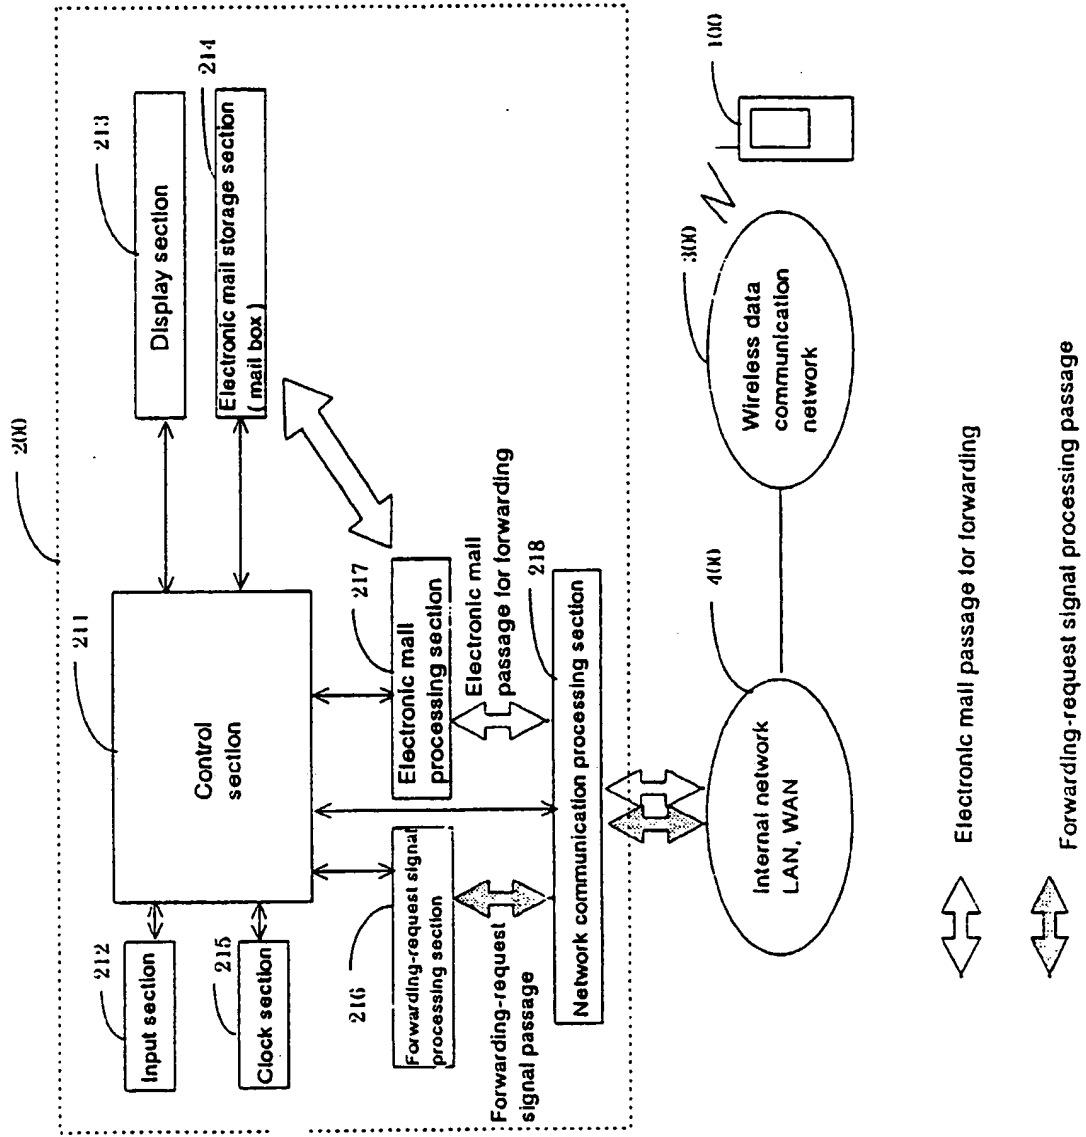 200
211
Control
section
212
Input section
215
Clock section
213
Display section
214
Electronic mail storage section
( mail box )
216
Forwarding-request signal
processing section
217
Electronic mall
processing section
Forwarding-request
signal passage
Electronic mall
passage for forwarding
218
Network communication processing section
400
Internal network
LAN, WAN
300
Wireless data
communication
network
100
Electronic mail passage for forwarding
Forwarding-request signal processing passage